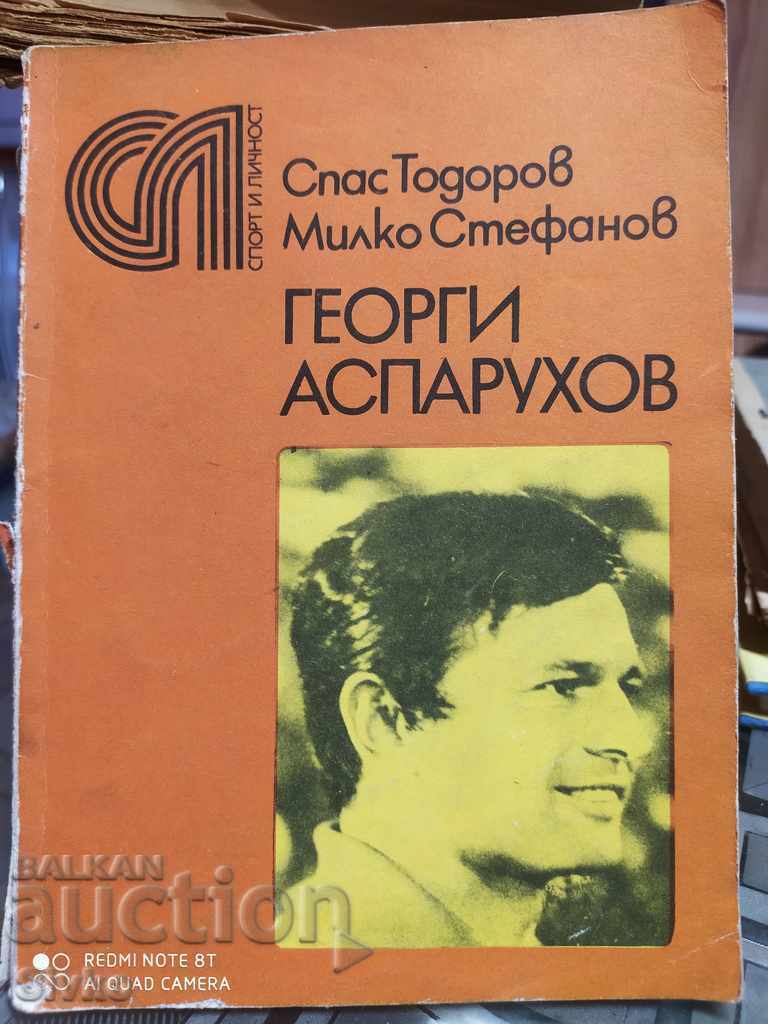 СПОРТ И ЛИЧНОСТ
Спас Тодоров
Милко Стефанов
ГЕОРГИ
АСПАРУХОВ
BALKAN
auction
REDMI NOTE 8T
AI QUAD CAMERA